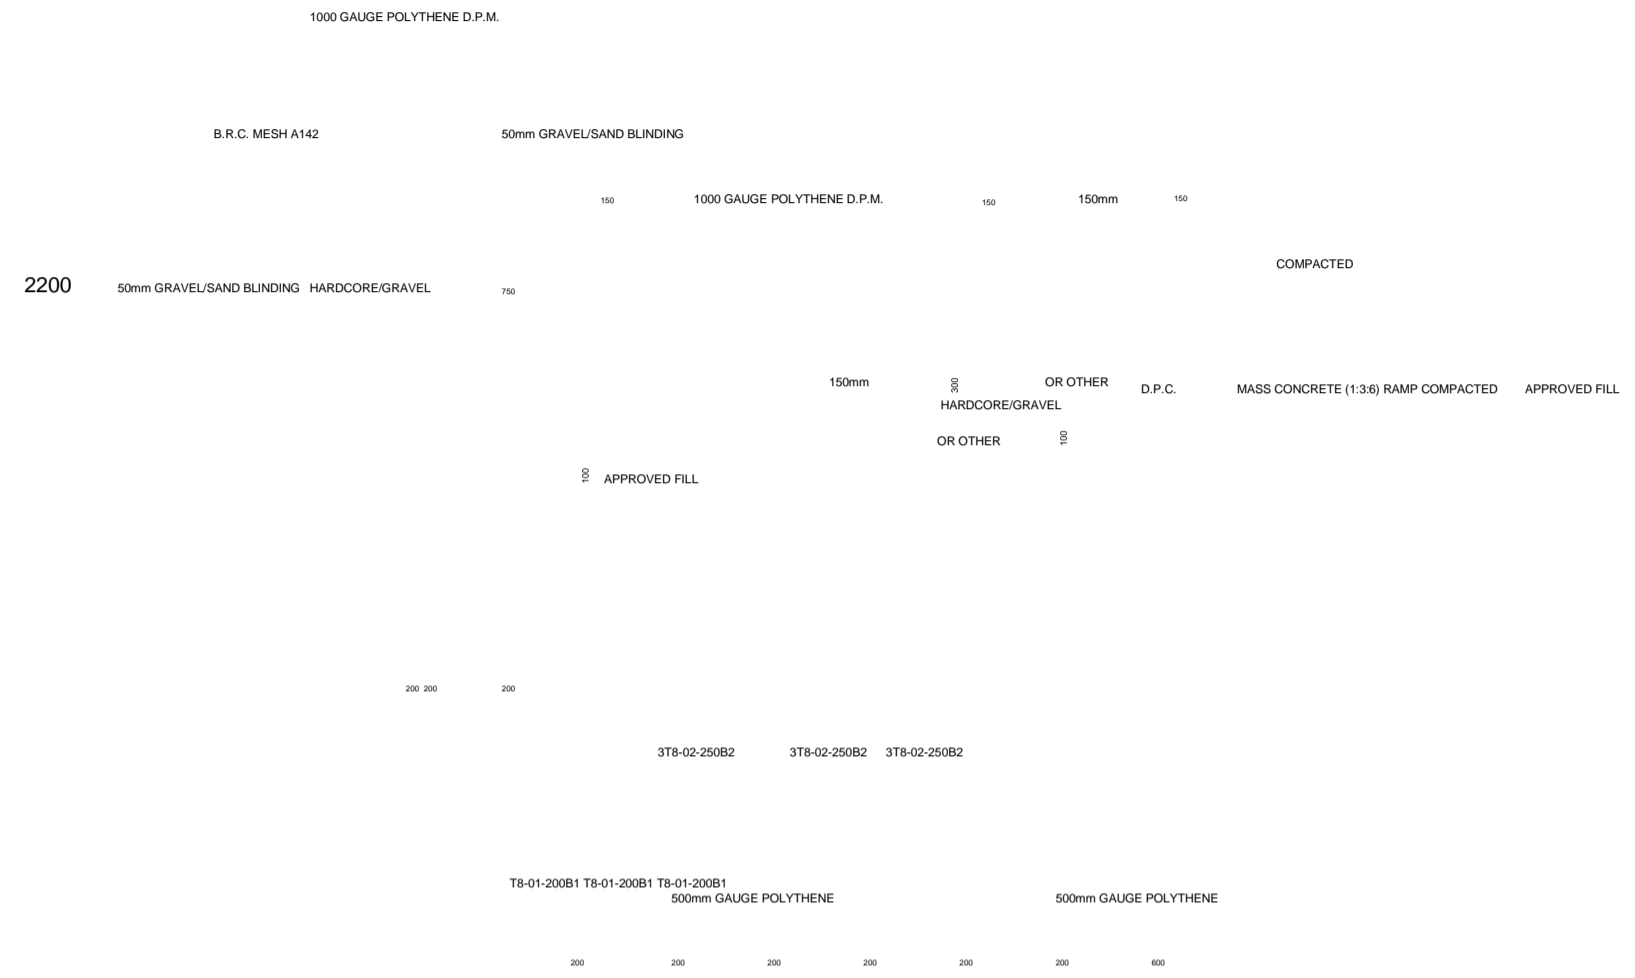 1000 GAUGE POLYTHENE D.P.M.
B.R.C. MESH A142 50mm GRAVEL/SAND BLINDING
150 1000 GAUGE POLYTHENE D.P.M. 150 150mm 150
COMPACTED
2200 50mm GRAVEL/SAND BLINDING HARDCORE/GRAVEL 750
150mm 300 OR OTHER D.P.C. MASS CONCRETE (1:3:6) RAMP COMPACTED APPROVED FILL
HARDCORE/GRAVEL
OR OTHER 100
100 APPROVED FILL
200 200 200
3T8-02-250B2 3T8-02-250B2 3T8-02-250B2
T8-01-200B1 T8-01-200B1 T8-01-200B1
500mm GAUGE POLYTHENE 500mm GAUGE POLYTHENE
200 200 200 200 200 200 600